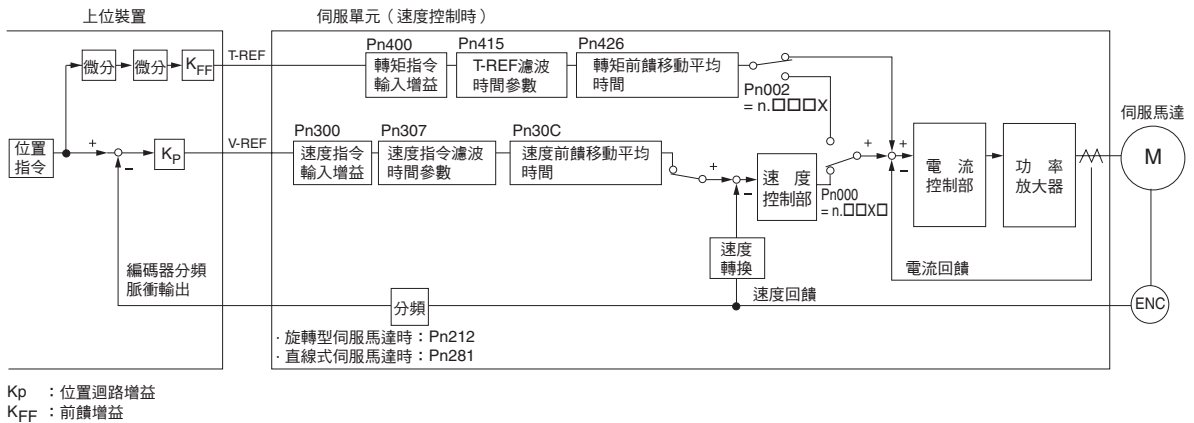 上位裝置
伺服單元（速度控制時）
微分
微分
KFF
T-REF
Pn400
轉矩指令
輸入增益
Pn415
T-REF濾波
時間參數
Pn426
轉矩前饋移動平均
時間
Pn002
= n.□□□X
位置
指令
+
-
KP
V-REF
Pn300
速度指令
輸入增益
Pn307
速度指令濾波
時間參數
Pn30C
速度前饋移動平均
時間
+
-
速 度
控制部
Pn000
= n.□□X□
+
+
-
電 流
控制部
功 率
放大器
伺服馬達
M
速度
轉換
電流回饋
編碼器分頻
脈衝輸出
分頻
速度回饋
ENC
· 旋轉型伺服馬達時：Pn212
· 直線式伺服馬達時：Pn281
Kp ：位置迴路增益
KFF ：前饋增益